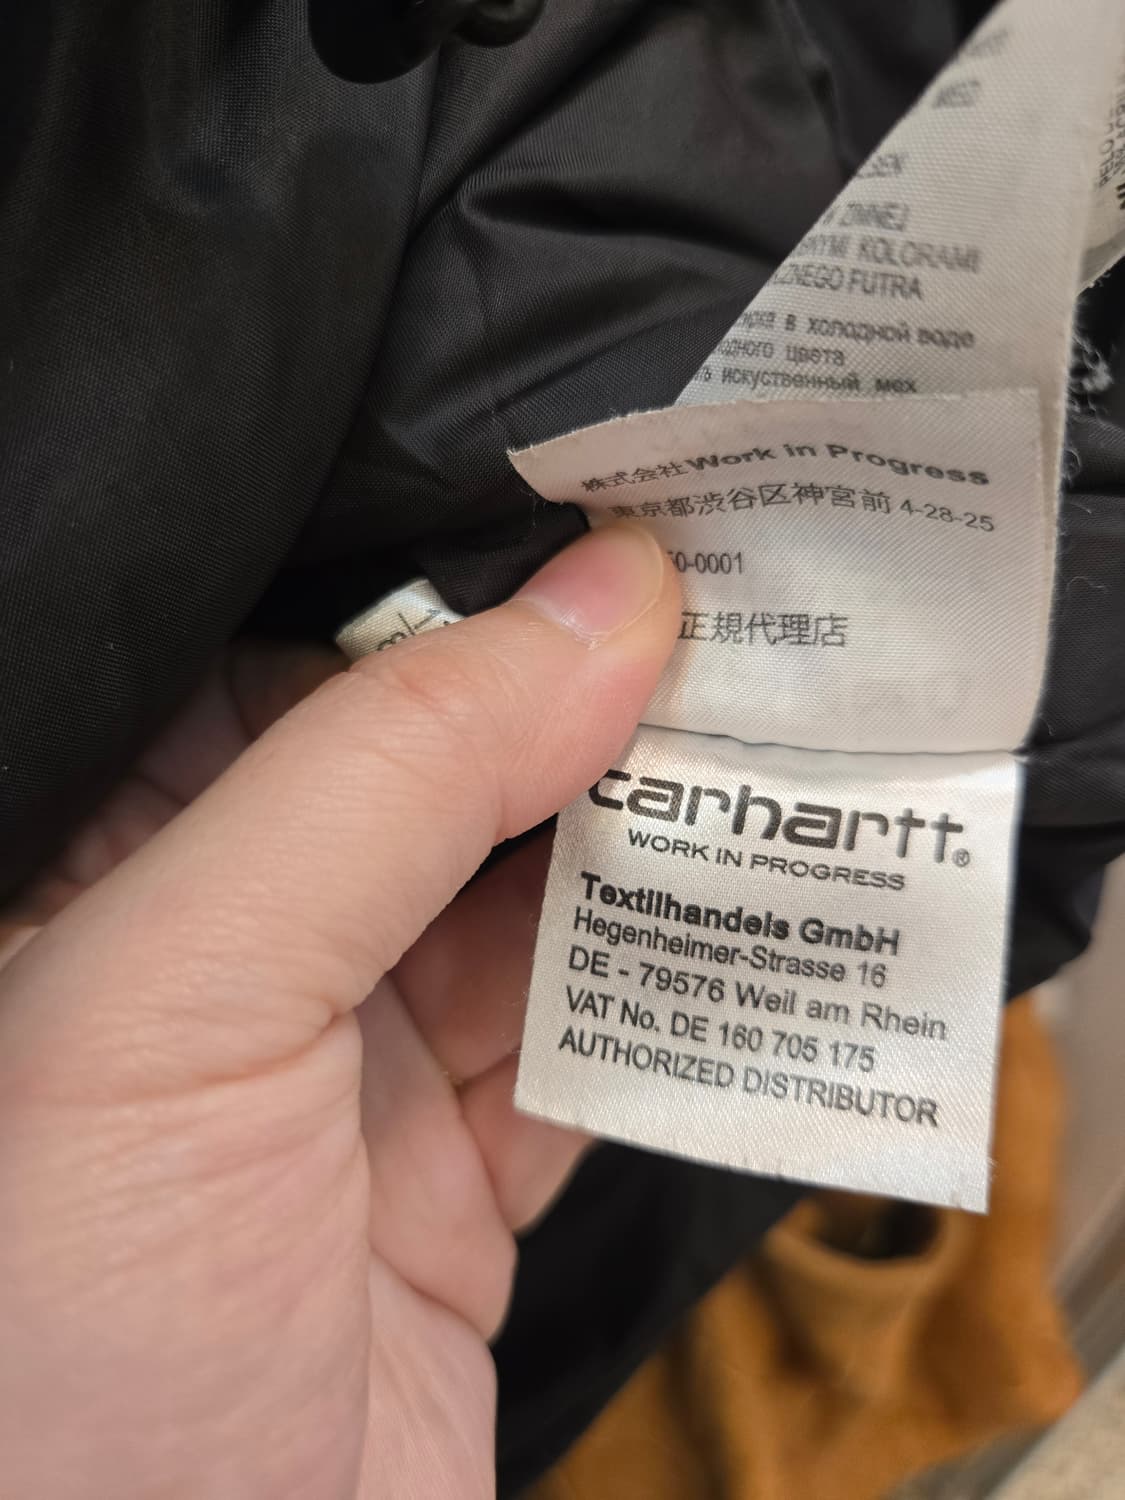 ZIMNEJ
KOLORAMI
FUTRA
в холодной воде
цвета
искуственный мех
株式会社Work in Progress
東京都渋谷区神宮前 4-28-25
0-0001
正規代理店
carhartt®
WORK IN PROGRESS
Textilhandels GmbH
Hegenheimer-Strasse 16
DE - 79576 Weil am Rhein
VAT No. DE 160 705 175
AUTHORIZED DISTRIBUTOR